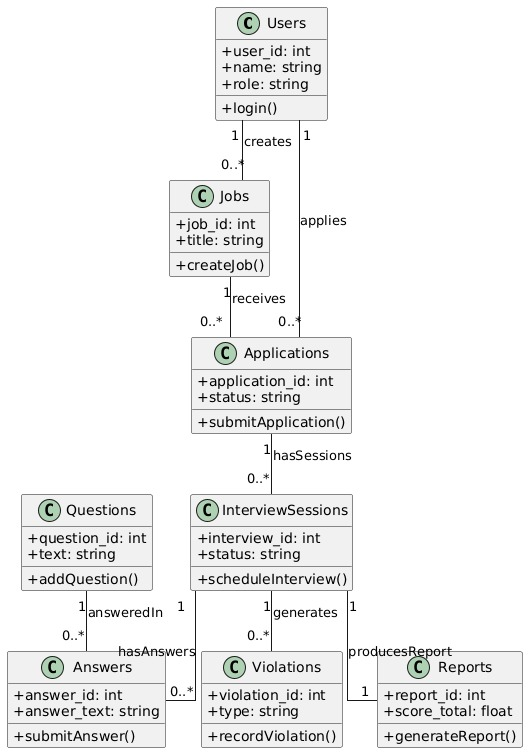 C Users
+user_id: int
+name: string
+role: string
+login()
1 1
creates
0..*
C Jobs
+job_id: int
+title: string
+createJob()
applies
1
receives
0..* 0..*
C Applications
+application_id: int
+status: string
+submitApplication()
1
hasSessions
0..*
C Questions
+question_id: int
+text: string
+addQuestion()
C InterviewSessions
+interview_id: int
+status: string
+scheduleInterview()
1 1 1 1
answeredIn generates
0..* 0..*
hasAnswers producesReport
C Answers
+answer_id: int
+answer_text: string
+submitAnswer()
0..*
C Violations
+violation_id: int
+type: string
+recordViolation()
1
C Reports
+report_id: int
+score_total: float
+generateReport()